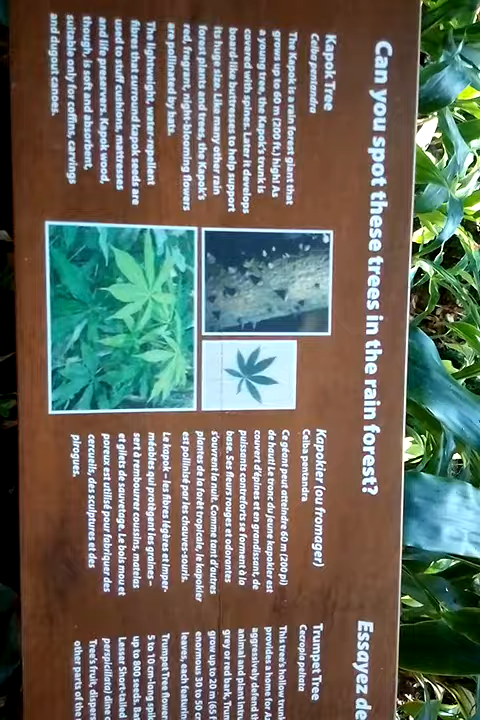 Can you spot these trees in the rain forest?
Kapok Tree
Ceiba pentandra
The Kapok is a rain forest giant that
grows up to 60 m (200 ft.) high! As
a young tree, the Kapok's trunk is
covered with spines. Later it develops
beard-like buttresses to help support
its huge size. Like many other rain
forest plants and trees, the Kapok's
red, fragrant, night-blooming flowers
are pollinated by bats.
The lightweight, water-repellent
fibres that surround kapok seeds are
used to stuff cushions, mattresses
and life preservers. Kapok wood,
though, is soft and absorbent,
suitable only for coffins, carvings
and dugout canoes.
Kapokier (ou fromager)
Ceiba pentandra
Ce géant peut atteindre 60 m (200 pi)
de haut! Le tronc du jeune kapokier est
couvert d'épines et en grandissant, de
puissants contreforts se forment à la
base. Ses fleurs rouges et odorantes
s'ouvrent la nuit. Comme tant d'autres
plantes de la forêt tropicale, le kapokier
est pollinisé par les chauves-souris.
Le kapok – les fibres légères et imper-
méables qui protègent les graines –
sert à rembourrer coussins, matelas
et gilets de sauvetage. Le bois mou et
poreux est utilisé pour fabriquer des
cercueils, des sculptures et des
pirogues.
Essayez de
Trumpet Tree
Cecropia peltata
This tree's hollow trun
provides a home for A
aggressively defend th
animal and plant intru
grey or red bark, Trum
grow up to 20 m (65 f
enormous 30 to 50 c
leaves, each featurin
Trumpet Tree flower
5 to 10 cm-long spik
up to 800 seeds. Bat
Lesser Short-tailed
perspicillata) dine o
Tree's fruit, dispers
other parts of the